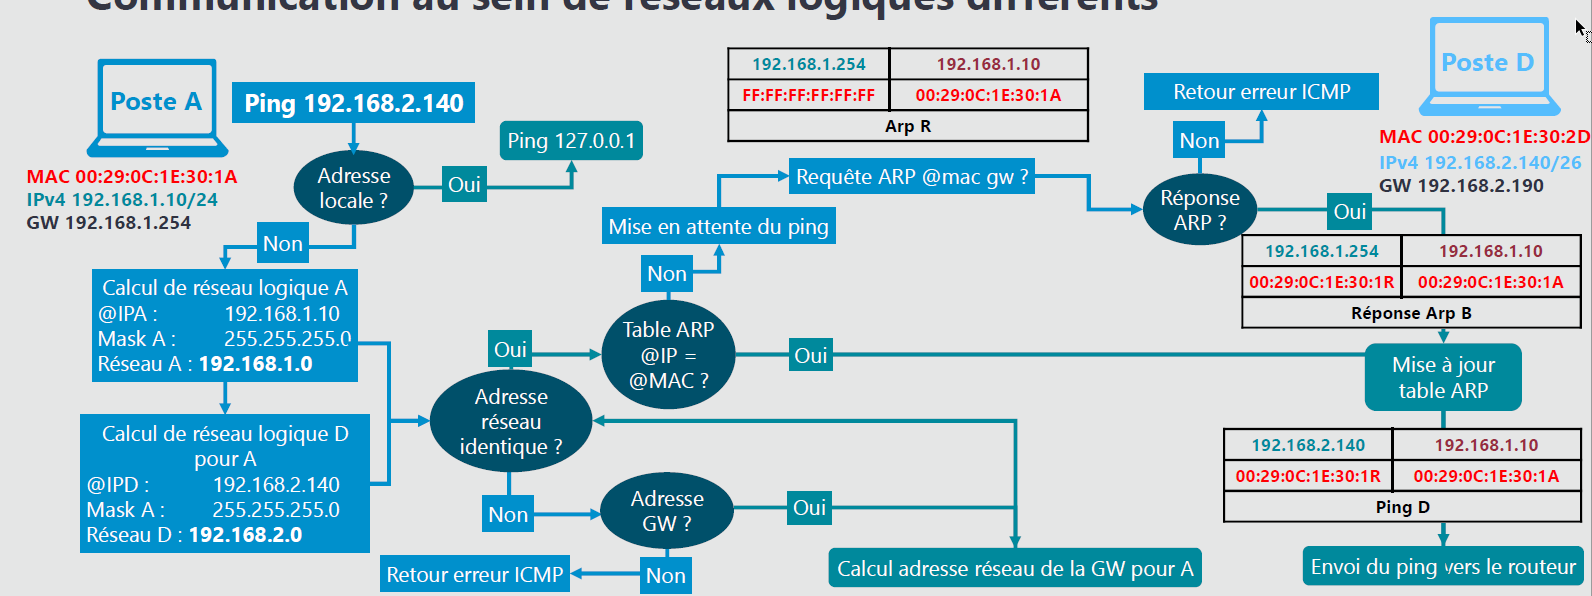 Communication au sein de réseaux logiques différents
Poste A
MAC 00:29:0C:1E:30:1A
IPv4 192.168.1.10/24
GW 192.168.1.254
Ping 192.168.2.140
Adresse
locale ?
Oui
Ping 127.0.0.1
Non
Calcul de réseau logique A
@IPA : 192.168.1.10
Mask A : 255.255.255.0
Réseau A : 192.168.1.0
Calcul de réseau logique D
pour A
@IPD : 192.168.2.140
Mask A : 255.255.255.0
Réseau D : 192.168.2.0
Adresse
réseau
identique ?
Oui
Non
Table ARP
@IP =
@MAC ?
Non
Oui
Mise en attente du ping
Requête ARP @mac gw ?
192.168.1.254 192.168.1.10
FF:FF:FF:FF:FF:FF 00:29:0C:1E:30:1A
Arp R
Adresse
GW ?
Oui
Non
Retour erreur ICMP
Calcul adresse réseau de la GW pour A
Réponse
ARP ?
Non
Retour erreur ICMP
Oui
Poste D
MAC 00:29:0C:1E:30:2D
IPv4 192.168.2.140/26
GW 192.168.2.190
192.168.1.254 192.168.1.10
00:29:0C:1E:30:1R 00:29:0C:1E:30:1A
Réponse Arp B
Mise à jour
table ARP
192.168.2.140 192.168.1.10
00:29:0C:1E:30:1R 00:29:0C:1E:30:1A
Ping D
Envoi du ping vers le routeur